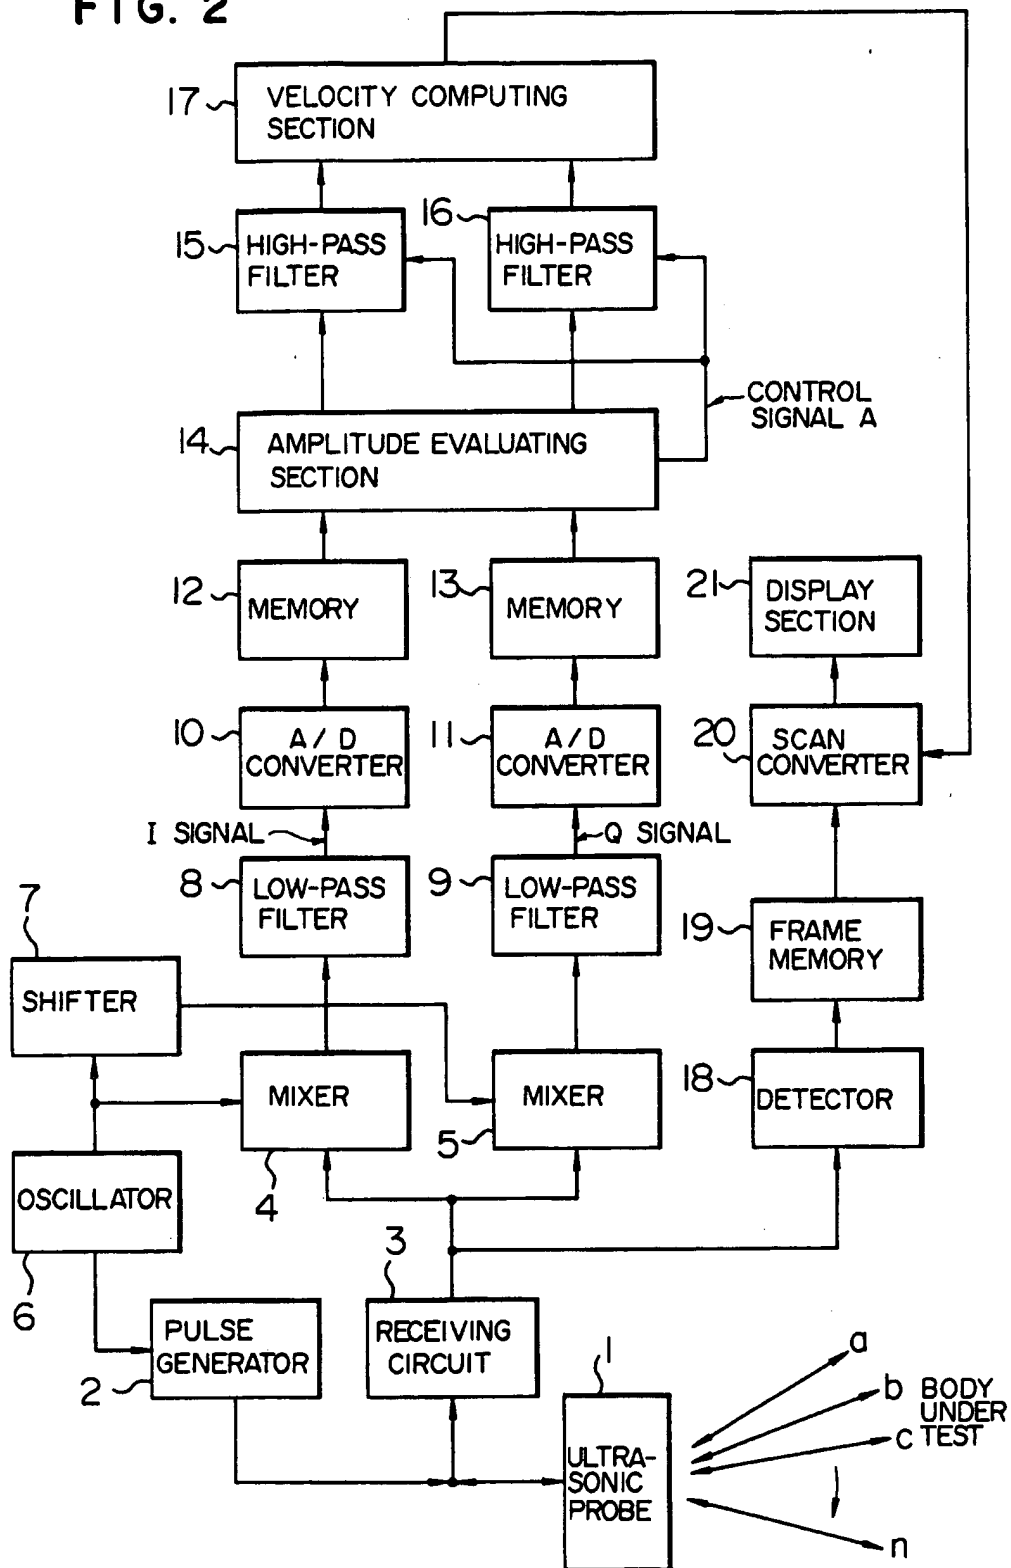 FIG. 2
17
VELOCITY COMPUTING
SECTION
15
HIGH-PASS
FILTER
16
HIGH-PASS
FILTER
CONTROL
SIGNAL A
14
AMPLITUDE EVALUATING
SECTION
12
MEMORY
13
MEMORY
21
DISPLAY
SECTION
10
A/D
CONVERTER
11
A/D
CONVERTER
20
SCAN
CONVERTER
I SIGNAL
Q SIGNAL
8
LOW-PASS
FILTER
9
LOW-PASS
FILTER
19
FRAME
MEMORY
7
SHIFTER
4
MIXER
5
MIXER
18
DETECTOR
OSCILLATOR
6
3
RECEIVING
CIRCUIT
PULSE
GENERATOR
2
1
ULTRA-
SONIC
PROBE
a
b
c
n
BODY
UNDER
TEST